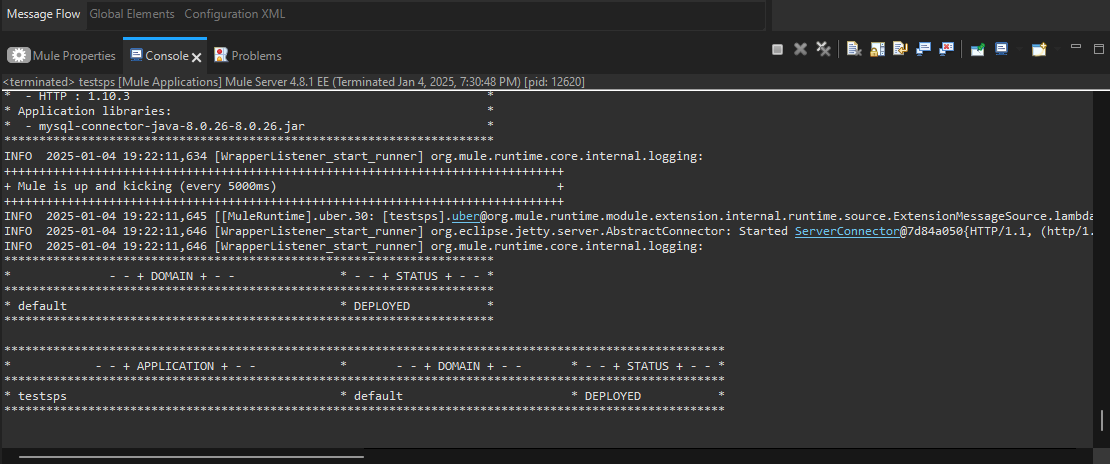 Message Flow Global Elements Configuration XML
Mule Properties Console Problems
<terminated> testsps [Mule Applications] Mule Server 4.8.1 EE (Terminated Jan 4, 2025, 7:30:48 PM) [pid: 12620]
*  - HTTP : 1.10.3                                                   *
* Application libraries:                                             *
*  - mysql-connector-java-8.0.26-8.0.26.jar                          *
**********************************************************************
INFO  2025-01-04 19:22:11,634 [WrapperListener_start_runner] org.mule.runtime.core.internal.logging:
++++++++++++++++++++++++++++++++++++++++++++++++++++++++++++++++++++++++++++++++
+ Mule is up and kicking (every 5000ms)                                        +
++++++++++++++++++++++++++++++++++++++++++++++++++++++++++++++++++++++++++++++++
INFO  2025-01-04 19:22:11,645 [[MuleRuntime].uber.30: [testsps].uber@org.mule.runtime.module.extension.internal.runtime.source.ExtensionMessageSource.lambda
INFO  2025-01-04 19:22:11,646 [WrapperListener_start_runner] org.eclipse.jetty.server.AbstractConnector: Started ServerConnector@7d84a050{HTTP/1.1, (http/1.
INFO  2025-01-04 19:22:11,646 [WrapperListener_start_runner] org.mule.runtime.core.internal.logging:
**********************************************************************
*              - - + DOMAIN + - -               * - - + STATUS + - - *
**********************************************************************
* default                                       * DEPLOYED           *
**********************************************************************
*******************************************************************************************************
*            - - + APPLICATION + - -            *       - - + DOMAIN + - -       * - - + STATUS + - - *
*******************************************************************************************************
* testsps                                       * default                        * DEPLOYED           *
*******************************************************************************************************